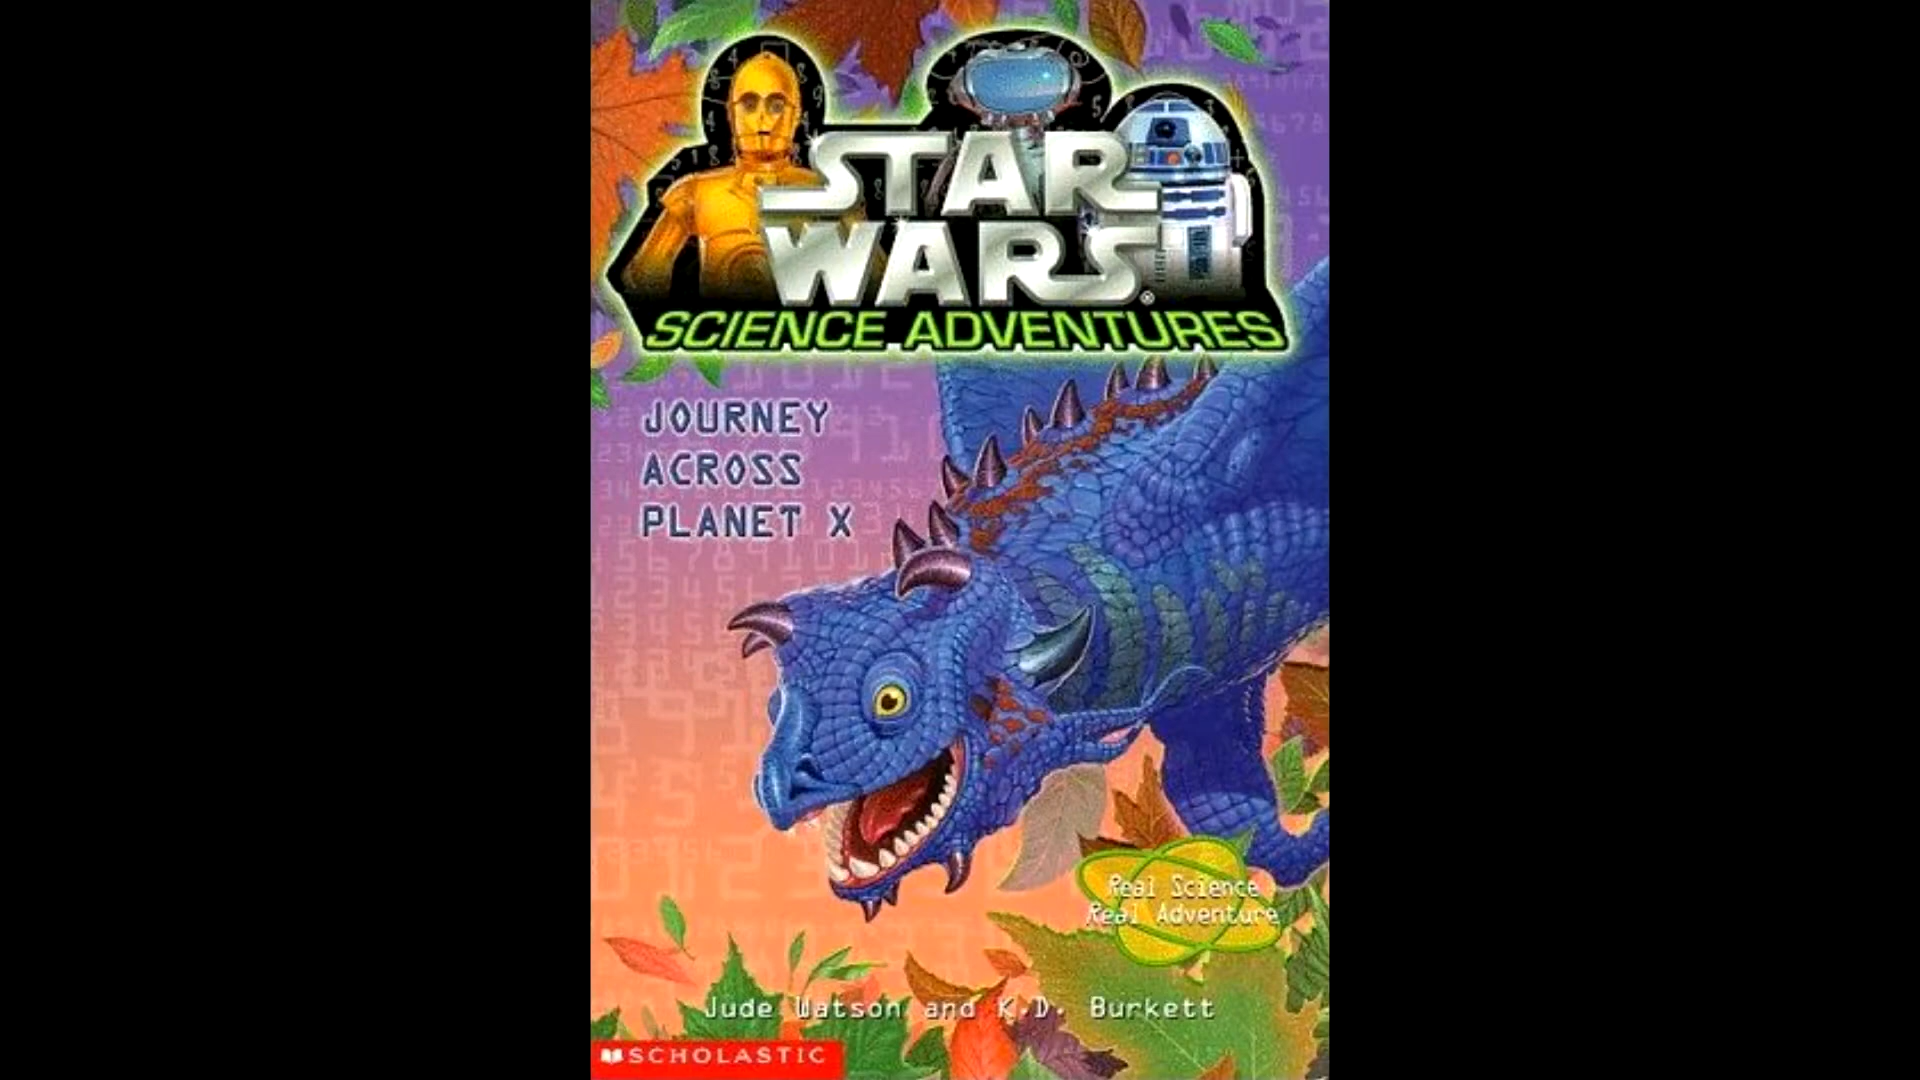 STAR
WARS®
SCIENCE ADVENTURES
JOURNEY
ACROSS
PLANET X
Real Science
Real Adventure
Jude Watson and K.D. Burkett
SCHOLASTIC